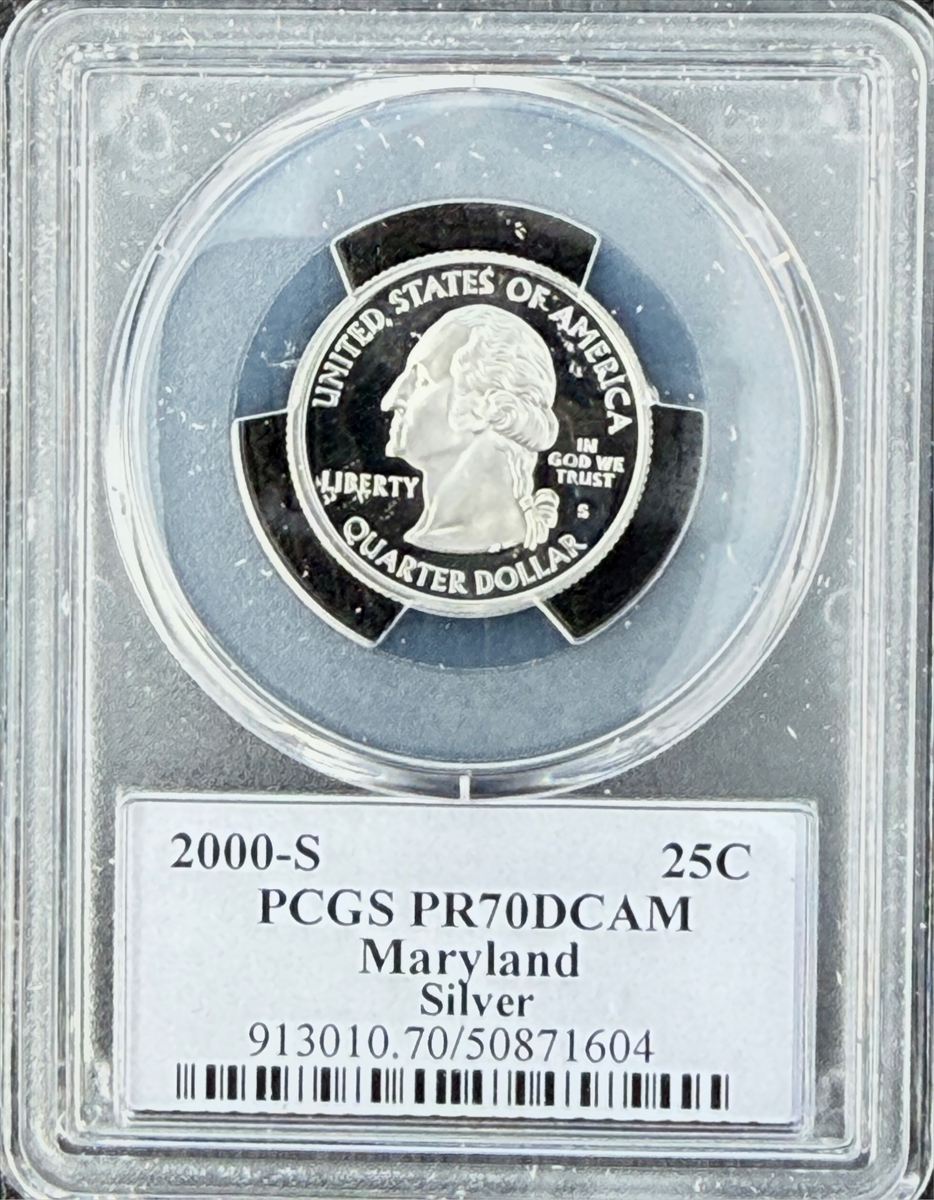 UNITED STATES OF AMERICA
IN
GOD WE
TRUST
LIBERTY
S
QUARTER DOLLAR
2000-S 25C
PCGS PR70DCAM
Maryland
Silver
913010.70/50871604